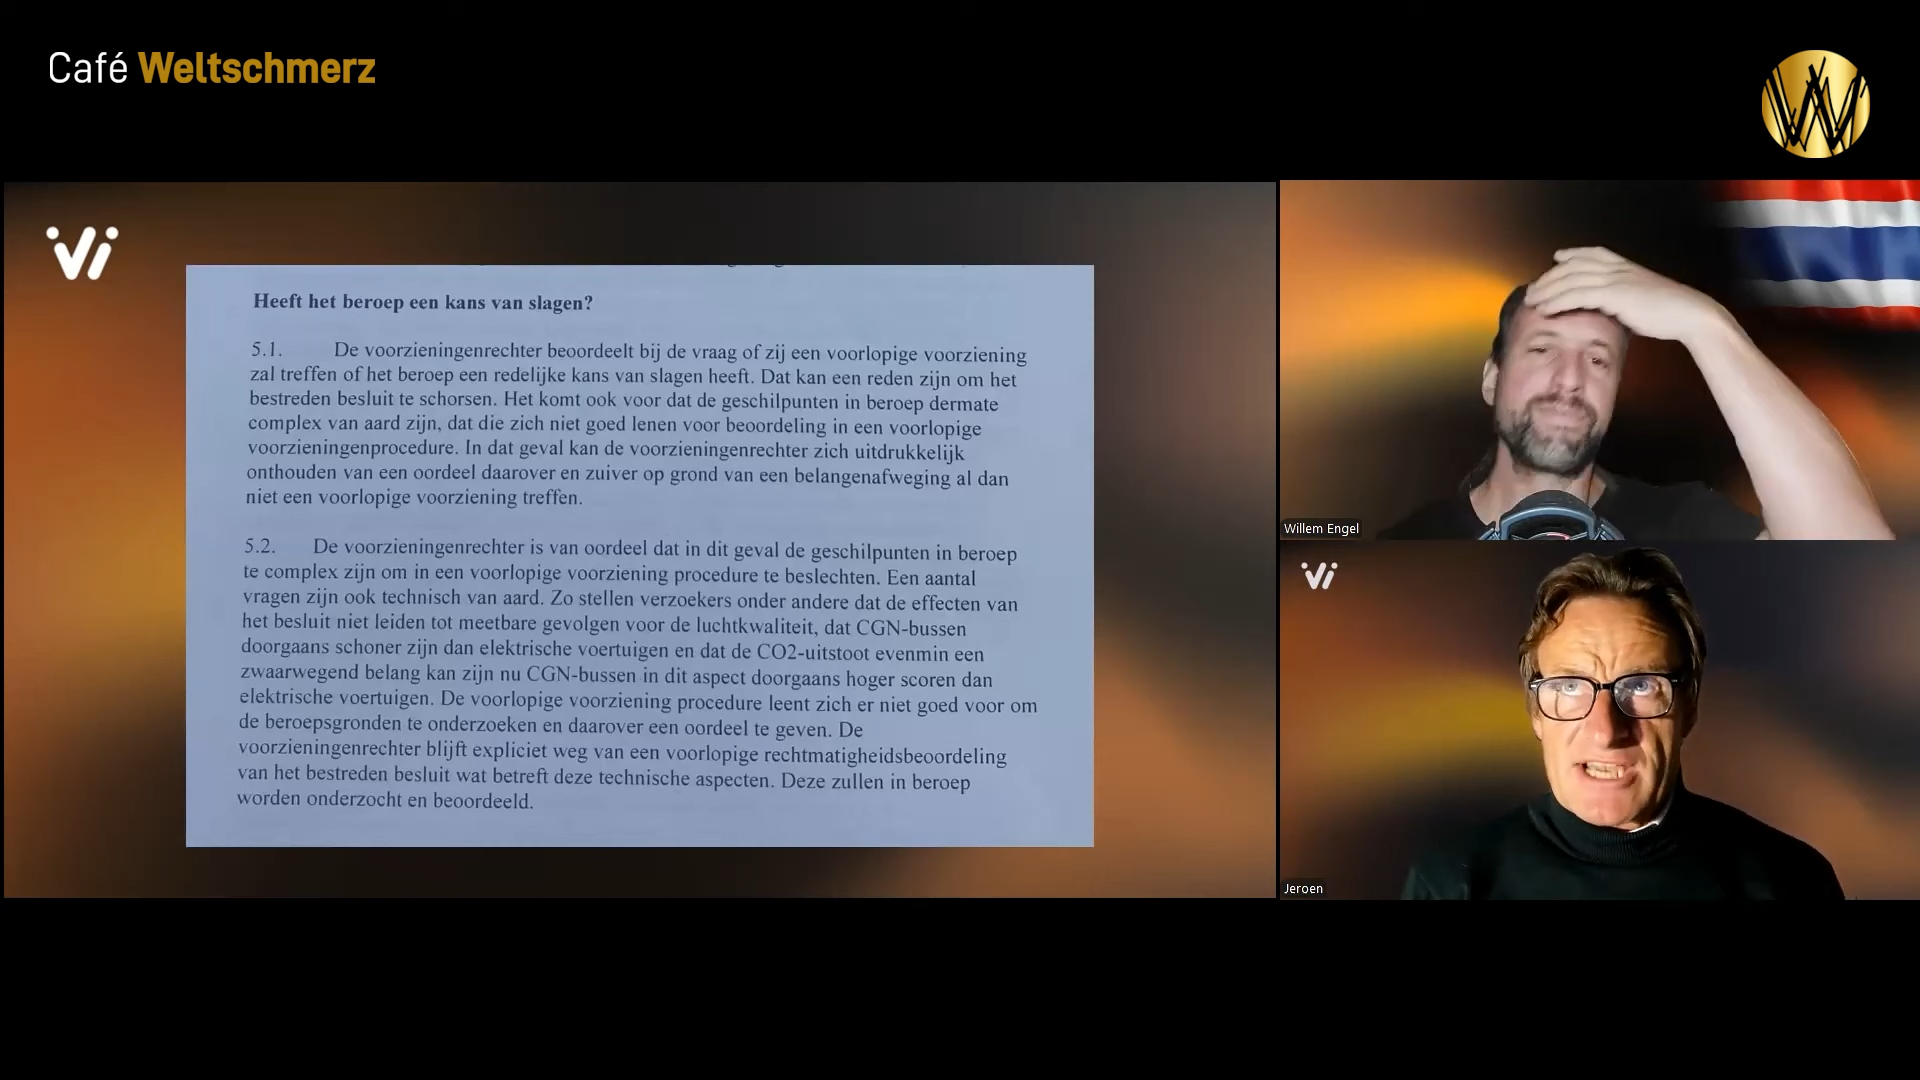 Café Weltschmerz
Heeft het beroep een kans van slagen?
5.1. De voorzieningenrechter beoordeelt bij de vraag of zij een voorlopige voorziening
zal treffen of het beroep een redelijke kans van slagen heeft. Dat kan een reden zijn om het
bestreden besluit te schorsen. Het komt ook voor dat de geschilpunten in beroep dermate
complex van aard zijn, dat die zich niet goed lenen voor beoordeling in een voorlopige
voorzieningenprocedure. In dat geval kan de voorzieningenrechter zich uitdrukkelijk
onthouden van een oordeel daarover en zuiver op grond van een belangenafweging al dan
niet een voorlopige voorziening treffen.
5.2. De voorzieningenrechter is van oordeel dat in dit geval de geschilpunten in beroep
te complex zijn om in een voorlopige voorziening procedure te beslechten. Een aantal
vragen zijn ook technisch van aard. Zo stellen verzoekers onder andere dat de effecten van
het besluit niet leiden tot meetbare gevolgen voor de luchtkwaliteit, dat CGN-bussen
doorgaans schoner zijn dan elektrische voertuigen en dat de CO2-uitstoot evenmin een
zwaarwegend belang kan zijn nu CGN-bussen in dit aspect doorgaans hoger scoren dan
elektrische voertuigen. De voorlopige voorziening procedure leent zich er niet goed voor om
de beroepsgronden te onderzoeken en daarover een oordeel te geven. De
voorzieningenrechter blijft expliciet weg van een voorlopige rechtmatigheidsbeoordeling
van het bestreden besluit wat betreft deze technische aspecten. Deze zullen in beroep
worden onderzocht en beoordeeld.
Willem Engel
Jeroen